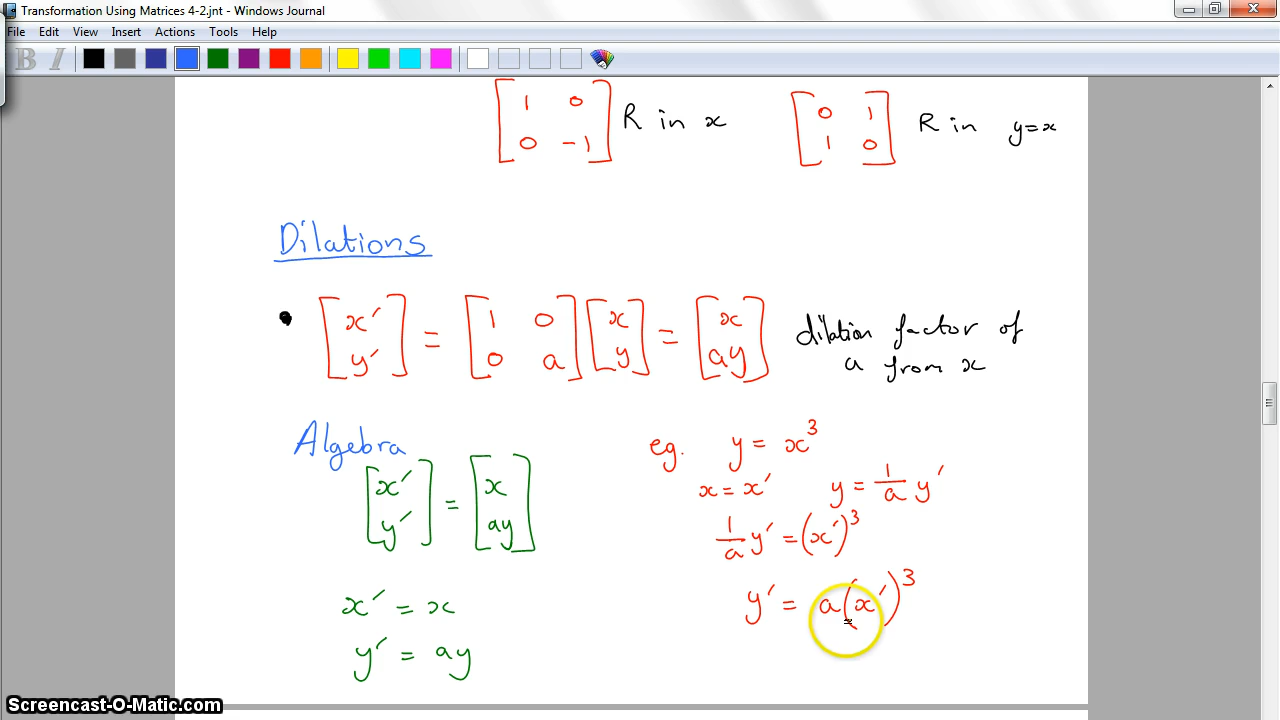 Transformation Using Matrices 4-2.jnt - Windows Journal
File Edit View Insert Actions Tools Help
B I
[1 0
0 -1] R in x
[0 1
1 0] R in y=x
Dilations
• [x′
y′] = [1 0
0 a] [x
y] = [x
ay] dilation factor of
a from x
Algebra
[x′
y′] = [x
ay]
x′ = x
y′ = ay
eg. y = x³
x = x′ y = 1/a y′
1/a y′ = (x′)³
y′ = a(x′)³
Screencast-O-Matic.com